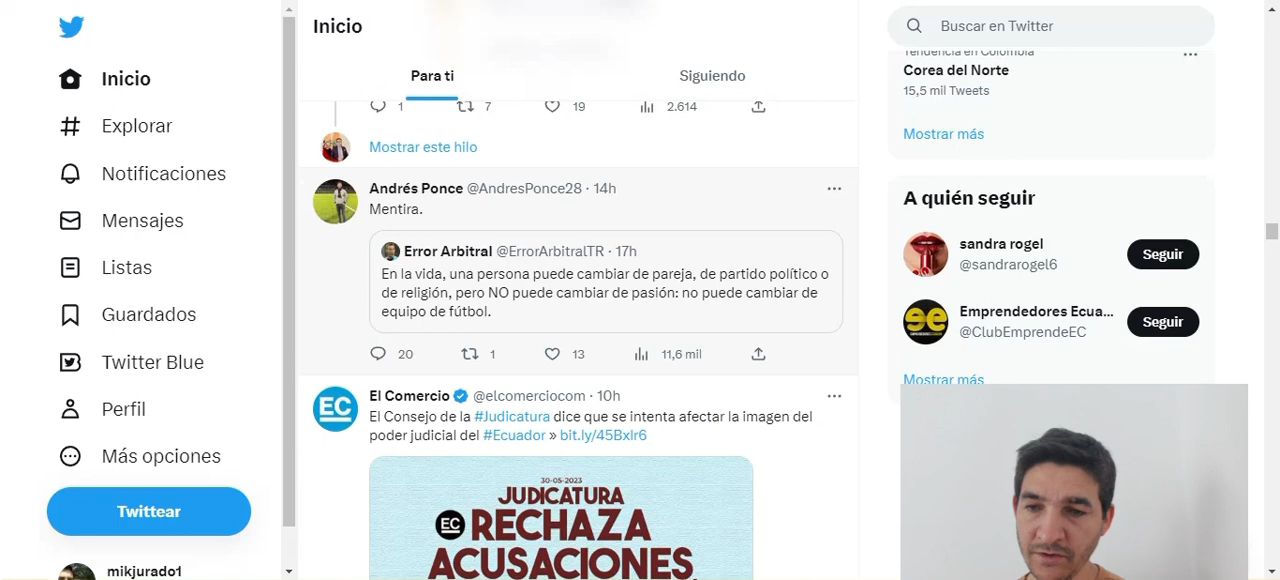 Inicio
Explorar
Notificaciones
Mensajes
Listas
Guardados
Twitter Blue
Perfil
Más opciones
Twittear
mikjurado1
Inicio
Para ti
Siguiendo
1
7
19
2.614
Mostrar este hilo
Andrés Ponce @AndresPonce28 · 14h
Mentira.
Error Arbitral @ErrorArbitralTR · 17h
En la vida, una persona puede cambiar de pareja, de partido político o
de religión, pero NO puede cambiar de pasión: no puede cambiar de
equipo de fútbol.
20
1
13
11,6 mil
El Comercio @elcomerciocom · 10h
El Consejo de la #Judicatura dice que se intenta afectar la imagen del
poder judicial del #Ecuador » bit.ly/45Bxlr6
EC
30-05-2023
JUDICATURA
EC RECHAZA
ACUSACIONES
Buscar en Twitter
Tendencia en Colombia
Corea del Norte
15,5 mil Tweets
Mostrar más
A quién seguir
sandra rogel
@sandrarogel6
Seguir
Emprendedores Ecua...
@ClubEmprendeEC
Seguir
ee
Mostrar más